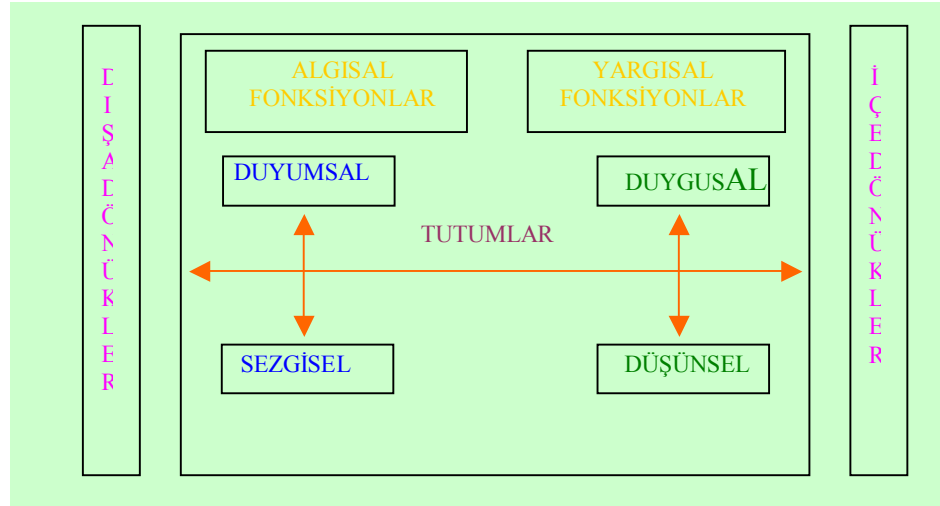 DIŞADÖNÜKLER
ALGISAL
FONKSİYONLAR
YARGISAL
FONKSİYONLAR
DUYUMSAL
DUYGUSAL
TUTUMLAR
SEZGİSEL
DÜŞÜNSEL
İÇEDÖNÜKLER